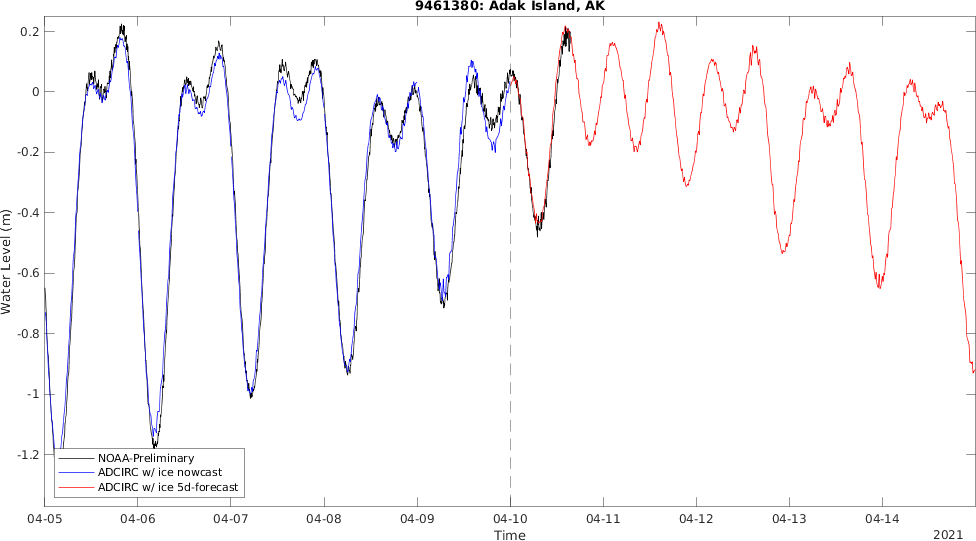 9461380: Adak Island, AK
Water Level (m)
0.2
0
-0.2
-0.4
-0.6
-0.8
-1
-1.2
NOAA-Preliminary
ADCIRC w/ ice nowcast
ADCIRC w/ ice 5d-forecast
04-05 04-06 04-07 04-08 04-09 04-10 04-11 04-12 04-13 04-14
Time
2021